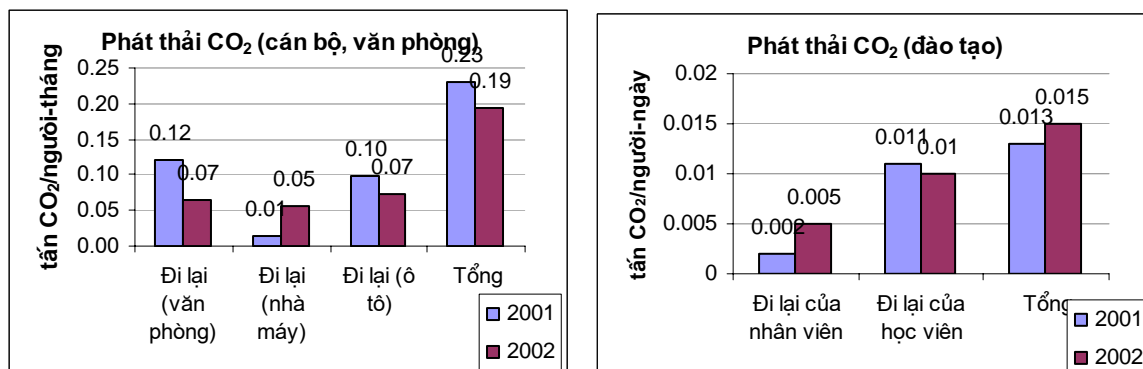 Phát thải CO₂ (cán bộ, văn phòng)
tấn CO₂/người-tháng
0.25
0.20
0.15
0.10
0.05
0.00
0.12
0.07
0.01
0.05
0.10
0.07
0.23
0.19
Đi lại (văn phòng)
Đi lại (nhà máy)
Đi lại (ô tô)
Tổng
2001
2002
Phát thải CO₂ (đào tạo)
tấn CO₂/người-ngày
0.02
0.015
0.01
0.005
0
0.002
0.005
0.011
0.01
0.013
0.015
Đi lại của nhân viên
Đi lại của học viên
Tổng
2001
2002